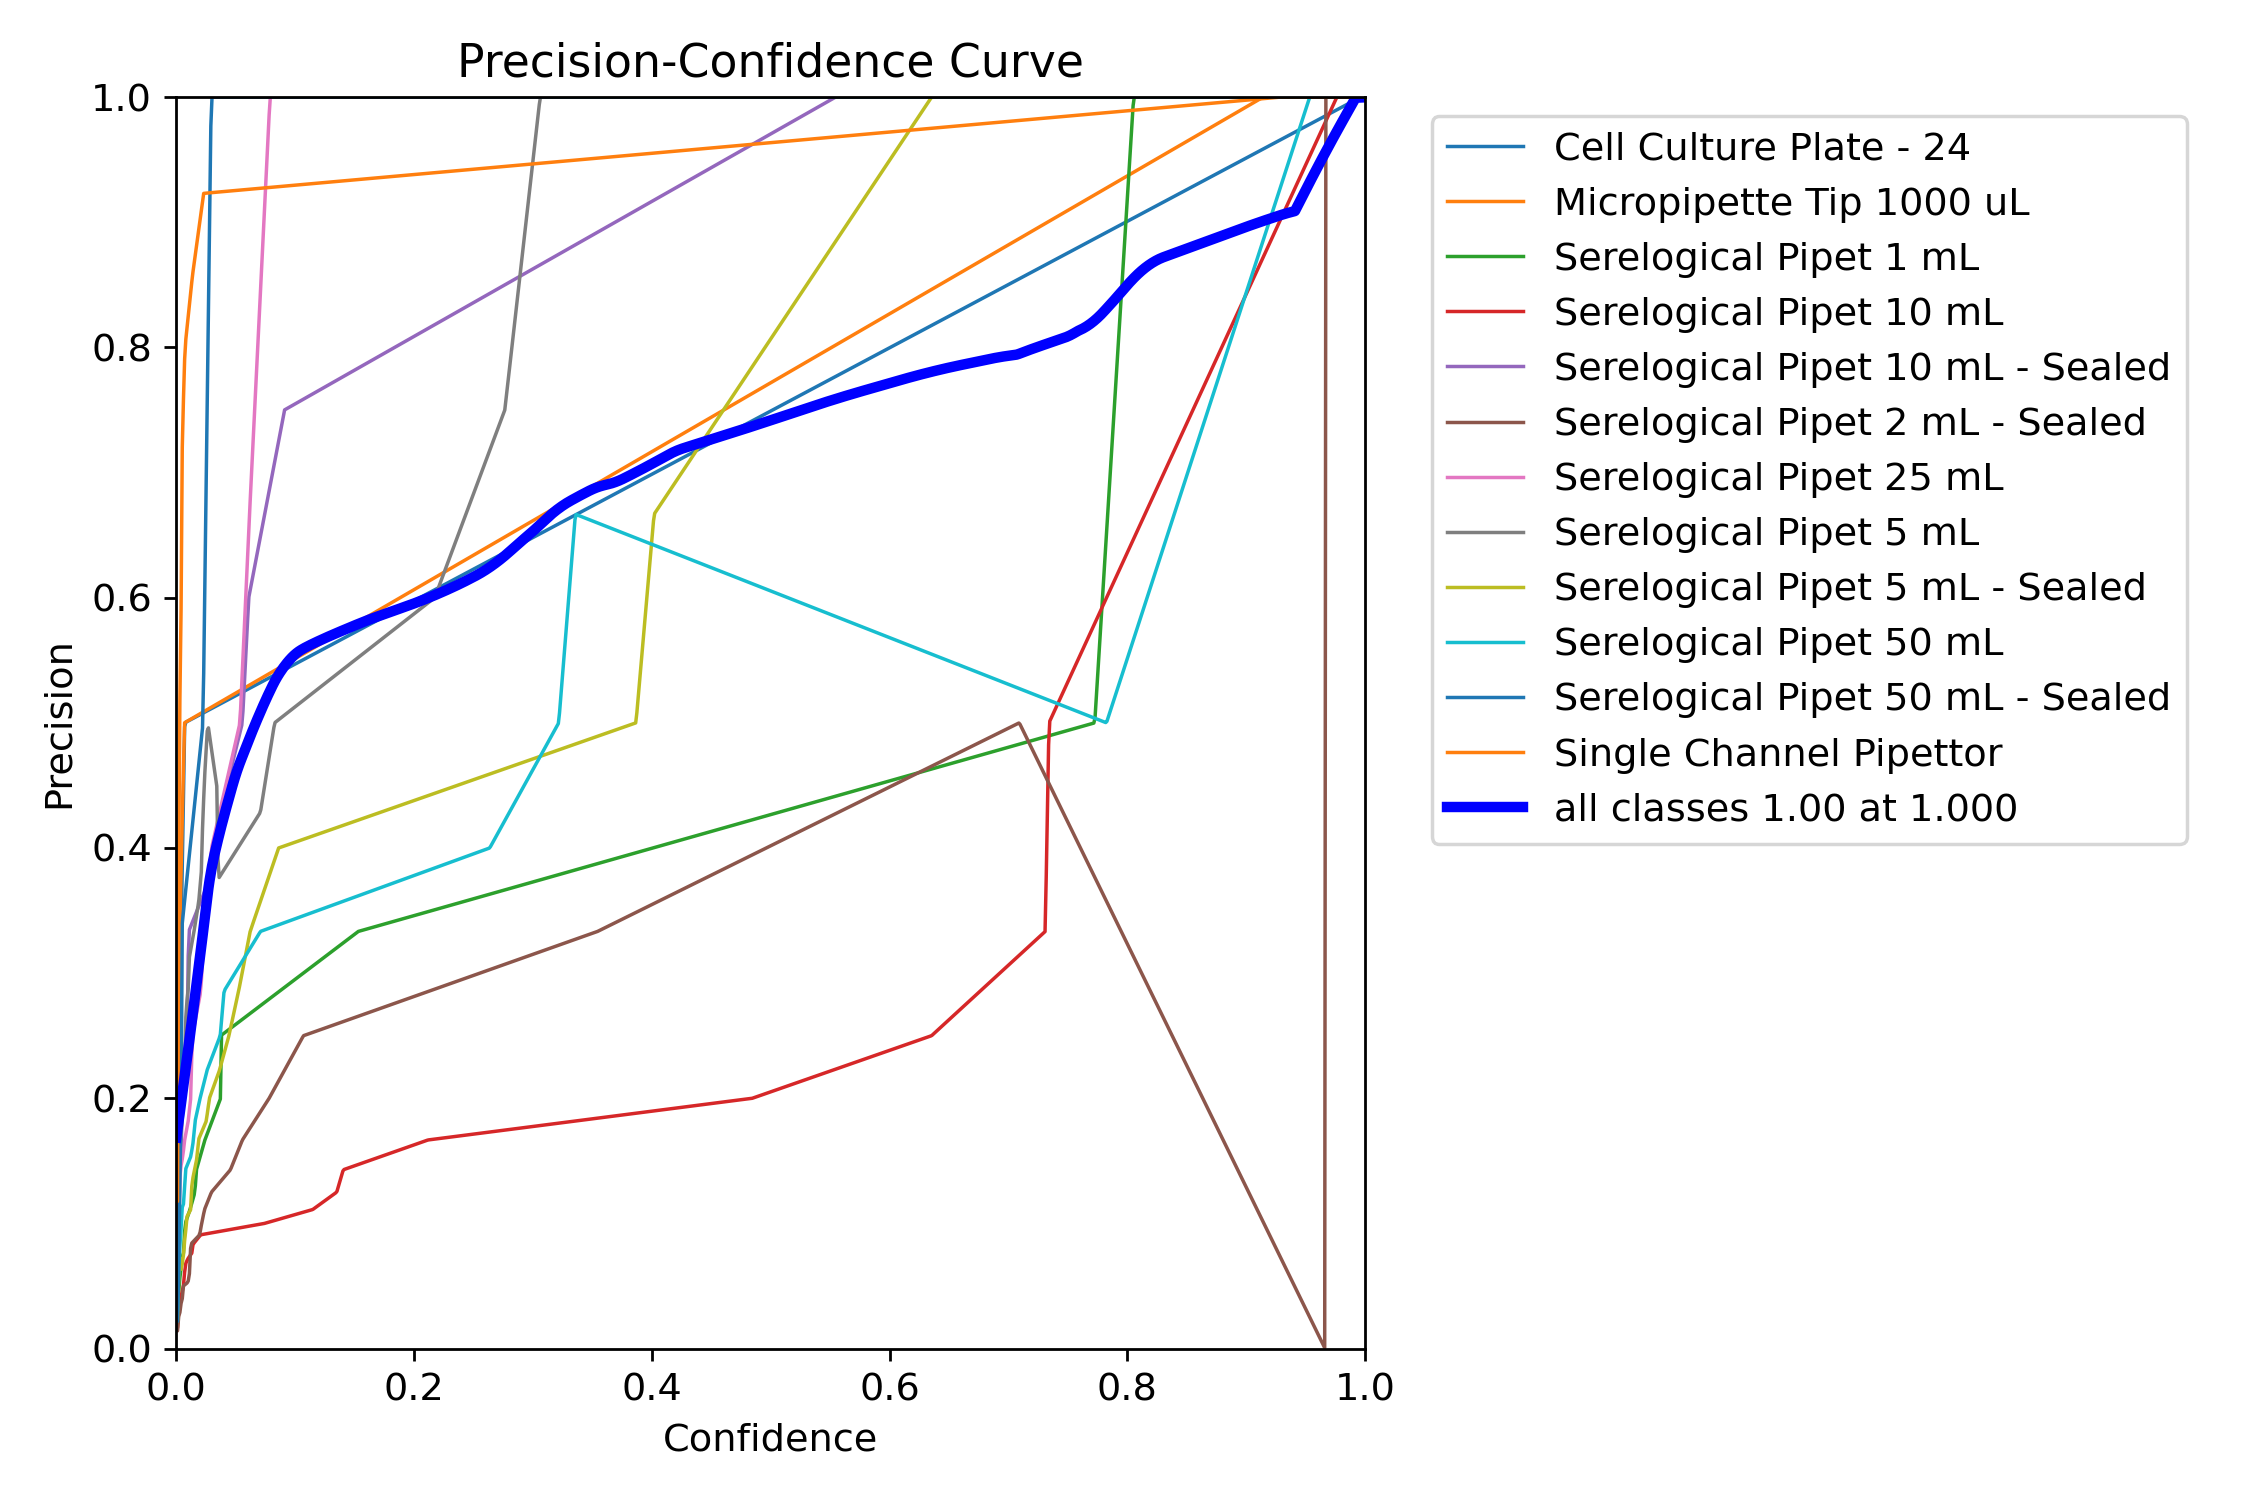 Precision-Confidence Curve
1.0
0.8
0.6
0.4
0.2
0.0
Precision
0.0 0.2 0.4 0.6 0.8 1.0
Confidence
Cell Culture Plate - 24
Micropipette Tip 1000 uL
Serelogical Pipet 1 mL
Serelogical Pipet 10 mL
Serelogical Pipet 10 mL - Sealed
Serelogical Pipet 2 mL - Sealed
Serelogical Pipet 25 mL
Serelogical Pipet 5 mL
Serelogical Pipet 5 mL - Sealed
Serelogical Pipet 50 mL
Serelogical Pipet 50 mL - Sealed
Single Channel Pipettor
all classes 1.00 at 1.000